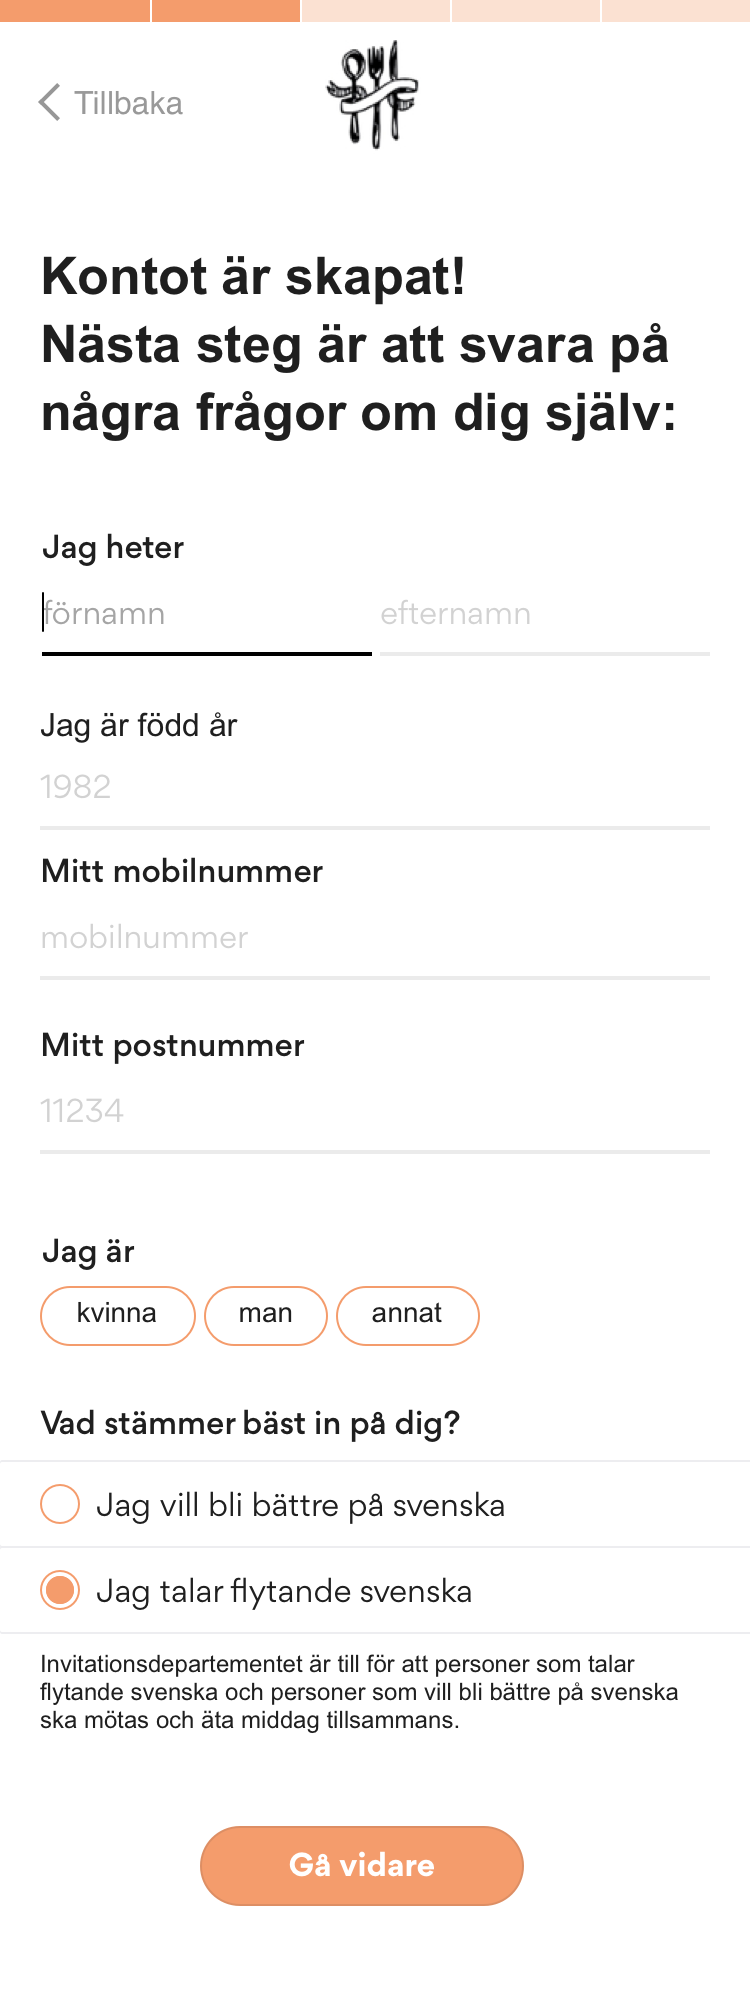 Tillbaka
Kontot är skapat!
Nästa steg är att svara på
några frågor om dig själv:
Jag heter
förnamn efternamn
Jag är född år
1982
Mitt mobilnummer
mobilnummer
Mitt postnummer
11234
Jag är
kvinna man annat
Vad stämmer bäst in på dig?
Jag vill bli bättre på svenska
Jag talar flytande svenska
Invitationsdepartementet är till för att personer som talar
flytande svenska och personer som vill bli bättre på svenska
ska mötas och äta middag tillsammans.
Gå vidare